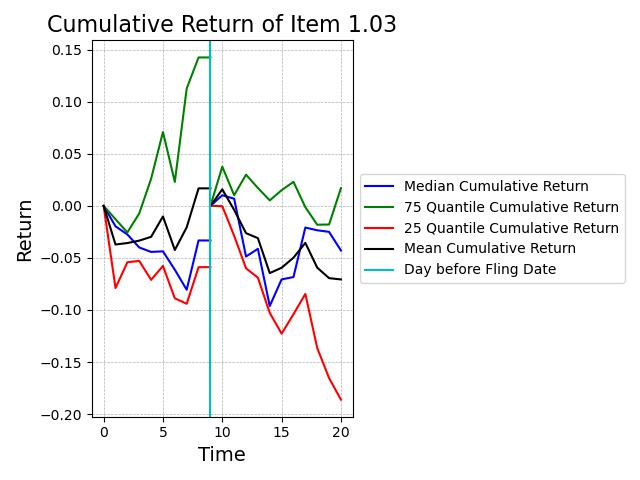 Cumulative Return of Item 1.03
Return
0.15
0.10
0.05
0.00
−0.05
−0.10
−0.15
−0.20
0
5
10
15
20
Time
Median Cumulative Return
75 Quantile Cumulative Return
25 Quantile Cumulative Return
Mean Cumulative Return
Day before Fling Date